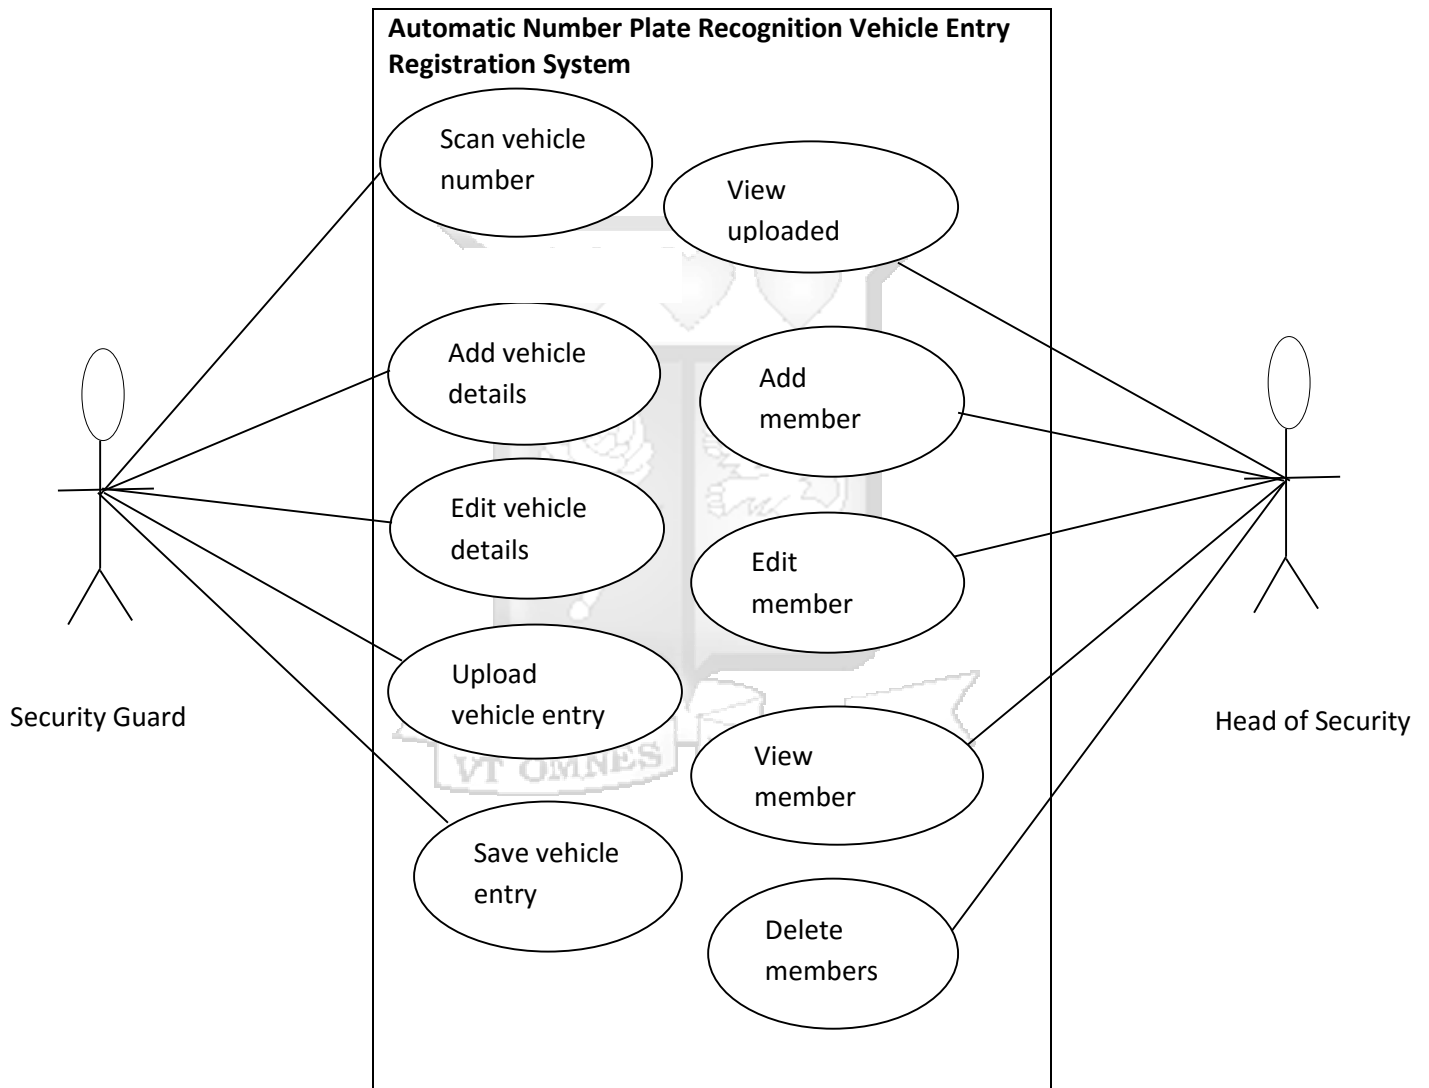 Automatic Number Plate Recognition Vehicle Entry
Registration System
Scan vehicle
number
View
uploaded
Add vehicle
details
Add
member
Edit vehicle
details
Edit
member
Upload
vehicle entry
Security Guard
Head of Security
VT OMNES
View
member
Save vehicle
entry
Delete
members